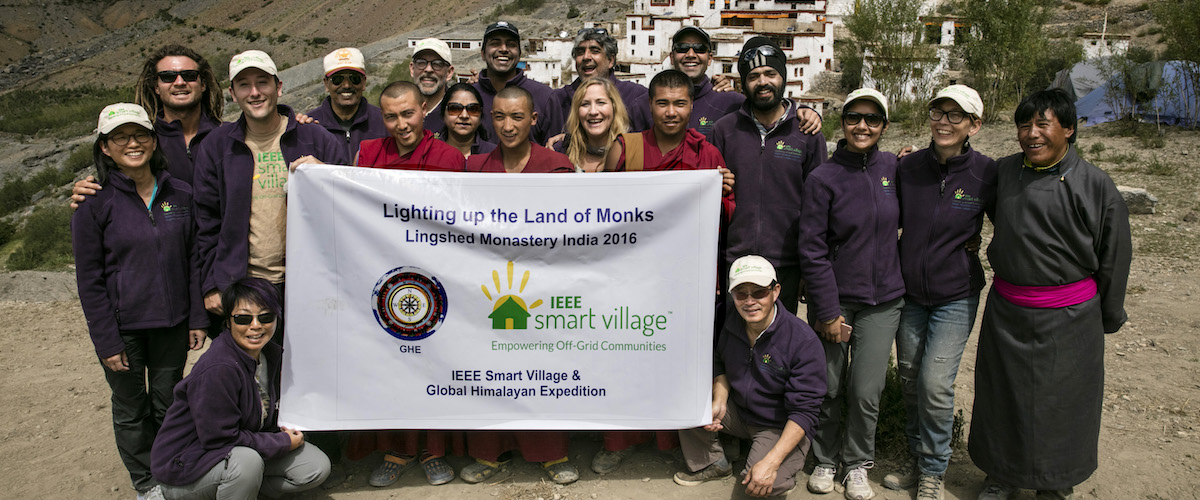 Lighting up the Land of Monks
Lingshed Monastery India 2016
GHE
IEEE
smart village™
Empowering Off-Grid Communities
IEEE Smart Village &
Global Himalayan Expedition